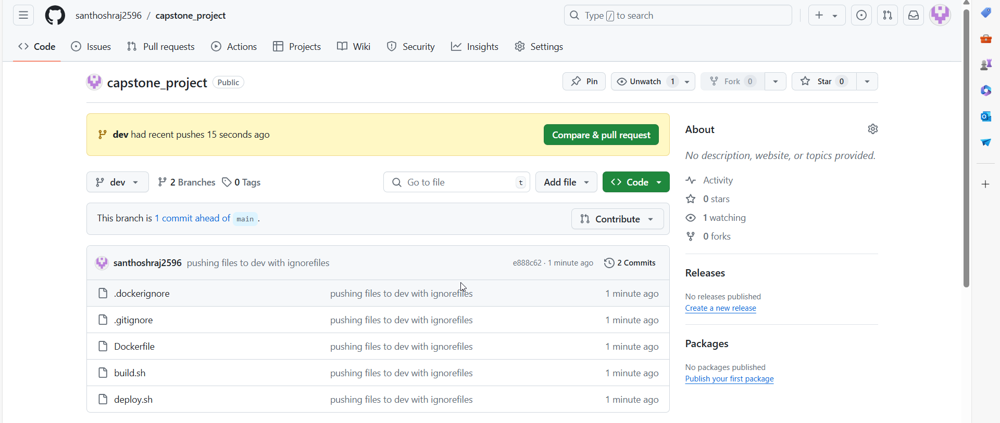 santhoshraj2596 / capstone_project Type / to search
Code Issues Pull requests Actions Projects Wiki Security Insights Settings
capstone_project Public Pin Unwatch 1 Fork 0 Star 0
dev had recent pushes 15 seconds ago Compare & pull request
dev 2 Branches 0 Tags Go to file t Add file Code
This branch is 1 commit ahead of main .
Contribute
santhoshraj2596 pushing files to dev with ignorefiles e888c62 · 1 minute ago 2 Commits
.dockerignore pushing files to dev with ignorefiles 1 minute ago
.gitignore pushing files to dev with ignorefiles 1 minute ago
Dockerfile pushing files to dev with ignorefiles 1 minute ago
build.sh pushing files to dev with ignorefiles 1 minute ago
deploy.sh pushing files to dev with ignorefiles 1 minute ago
About
No description, website, or topics provided.
Activity
0 stars
1 watching
0 forks
Releases
No releases published
Create a new release
Packages
No packages published
Publish your first package